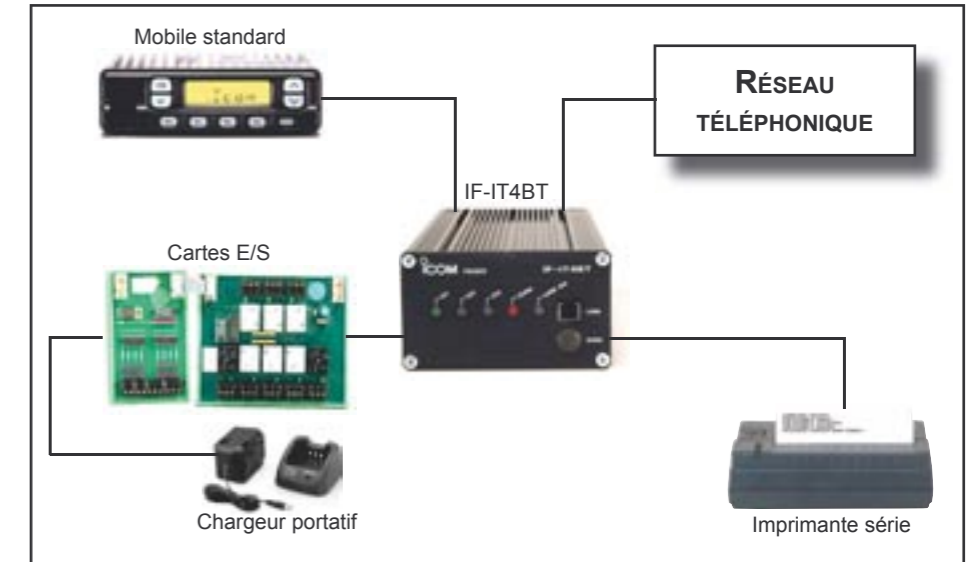 Mobile standard
RÉSEAU
TÉLÉPHONIQUE
IF-IT4BT
Cartes E/S
ICOM
IF-IT4BT
Chargeur portatif
Imprimante série